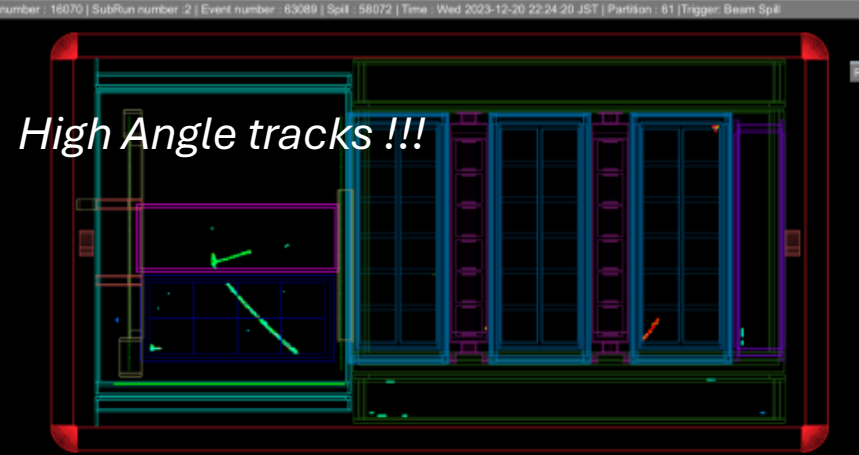 number : 16070 | SubRun number :2 | Event number : 63089 | Spill : 58072 | Time : Wed 2023-12-20 22:24:20 JST | Partition : 61 |Trigger: Beam Spill
High Angle tracks !!!